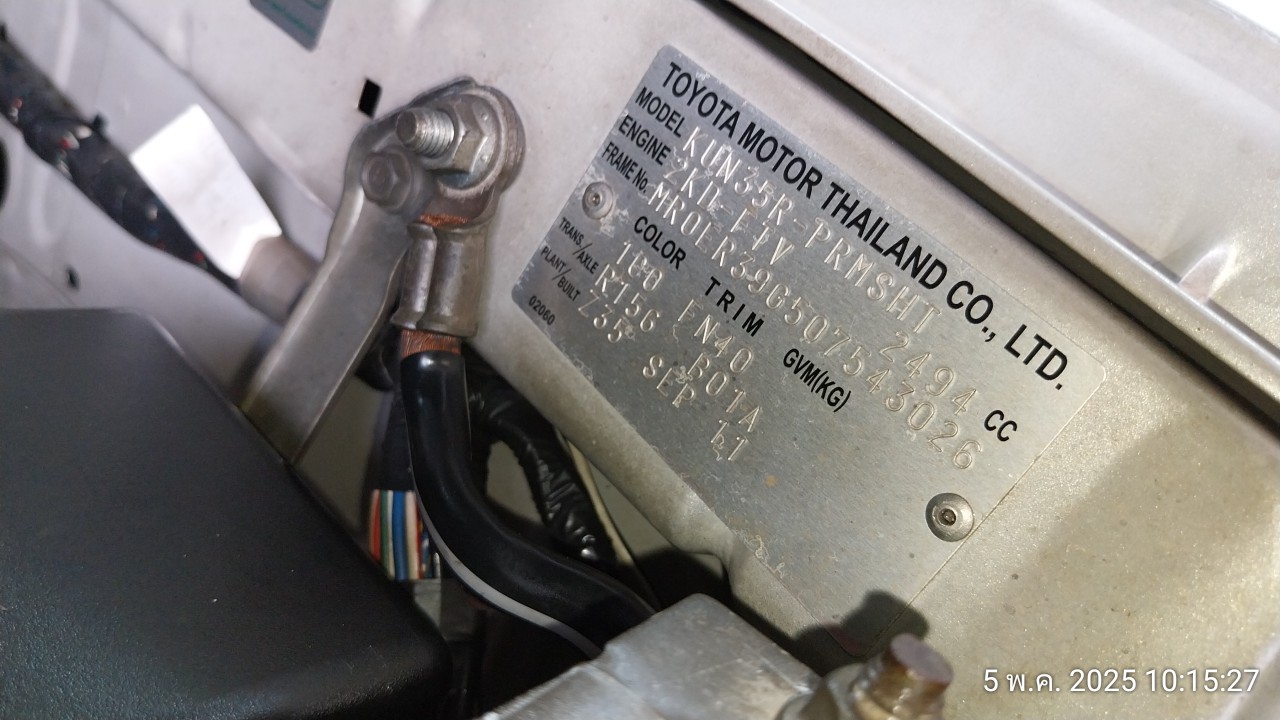 TOYOTA MOTOR THAILAND CO., LTD.
MODEL KUN35R-PRMSHT
ENGINE 2KD-FTV 2494 CC
FRAME No. MR0ER39G507543026
COLOR TRIM GVM(KG)
1E0 FN40
TRANS/AXLE R156 B01A
PLANT/BUILT Z35 SEP 11
02060
5 พ.ค. 2025 10:15:27